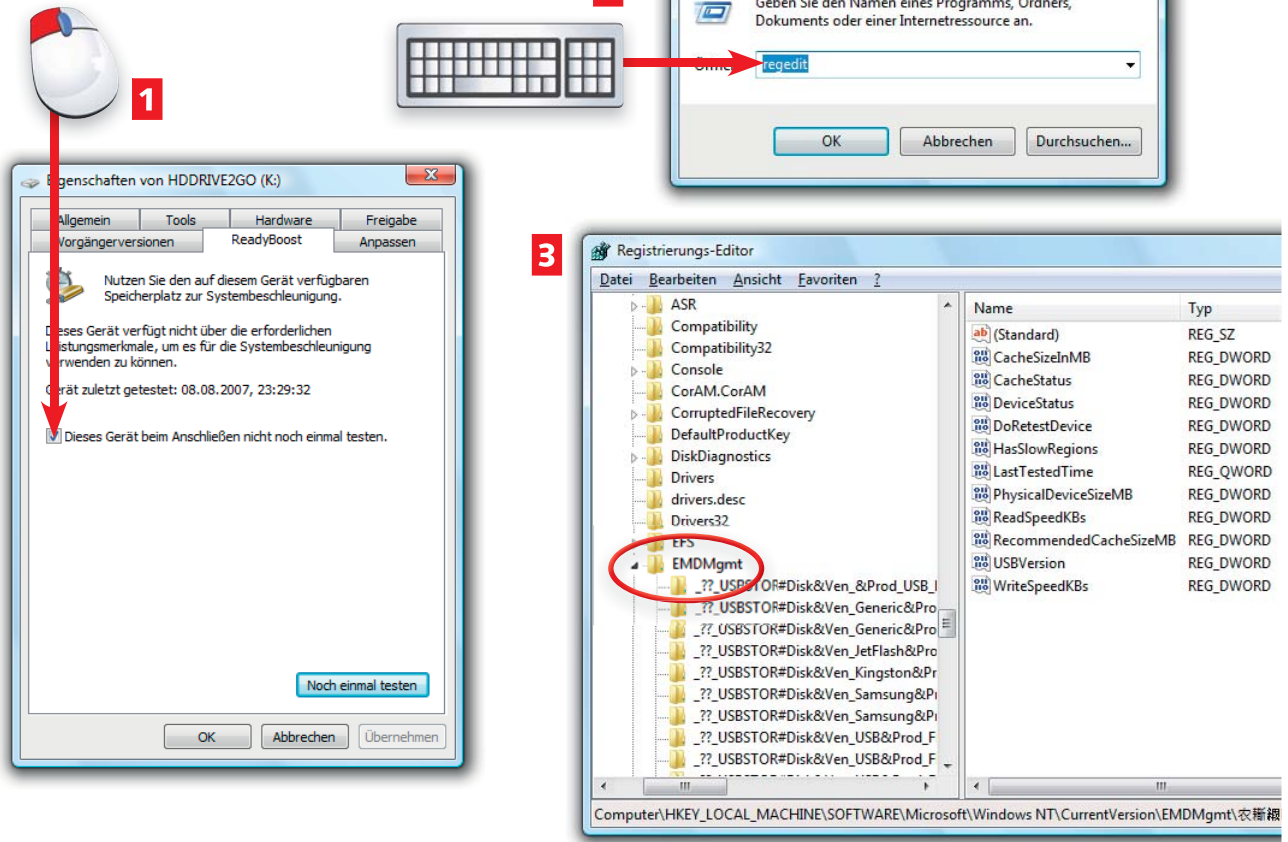 1
Geben Sie den Namen eines Programms, Ordners,
Dokuments oder einer Internetressource an.
regedit
OK
Abbrechen
Durchsuchen...
Eigenschaften von HDDRIVE2GO (K:)
Allgemein
Tools
Hardware
Freigabe
Vorgängerversionen
ReadyBoost
Anpassen
Nutzen Sie den auf diesem Gerät verfügbaren
Speicherplatz zur Systembeschleunigung.
Dieses Gerät verfügt nicht über die erforderlichen
Leistungsmerkmale, um es für die Systembeschleunigung
verwenden zu können.
Gerät zuletzt getestet: 08.08.2007, 23:29:32
Dieses Gerät beim Anschließen nicht noch einmal testen.
Noch einmal testen
OK
Abbrechen
Übernehmen
3
Registrierungs-Editor
Datei Bearbeiten Ansicht Favoriten ?
ASR
Compatibility
Compatibility32
Console
CorAM.CorAM
CorruptedFileRecovery
DefaultProductKey
DiskDiagnostics
Drivers
drivers.desc
Drivers32
EFS
EMDMgmt
_??_USBSTOR#Disk&Ven_&Prod_USB_
_??_USBSTOR#Disk&Ven_Generic&Pro
_??_USBSTOR#Disk&Ven_Generic&Pro
_??_USBSTOR#Disk&Ven_JetFlash&Pro
_??_USBSTOR#Disk&Ven_Kingston&Pr
_??_USBSTOR#Disk&Ven_Samsung&Pr
_??_USBSTOR#Disk&Ven_Samsung&Pr
_??_USBSTOR#Disk&Ven_USB&Prod_F
_??_USBSTOR#Disk&Ven_USB&Prod_F
Name Typ
(Standard) REG_SZ
CacheSizeInMB REG_DWORD
CacheStatus REG_DWORD
DeviceStatus REG_DWORD
DoRetestDevice REG_DWORD
HasSlowRegions REG_DWORD
LastTestedTime REG_QWORD
PhysicalDeviceSizeMB REG_DWORD
ReadSpeedKBs REG_DWORD
RecommendedCacheSizeMB REG_DWORD
USBVersion REG_DWORD
WriteSpeedKBs REG_DWORD
Computer\HKEY_LOCAL_MACHINE\SOFTWARE\Microsoft\Windows NT\CurrentVersion\EMDMgmt\